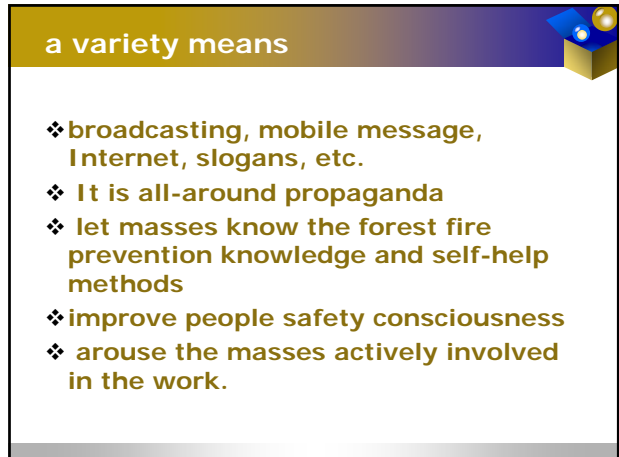 a variety means
❖broadcasting, mobile message,
Internet, slogans, etc.
❖ It is all-around propaganda
❖ let masses know the forest fire
prevention knowledge and self-help
methods
❖improve people safety consciousness
❖ arouse the masses actively involved
in the work.